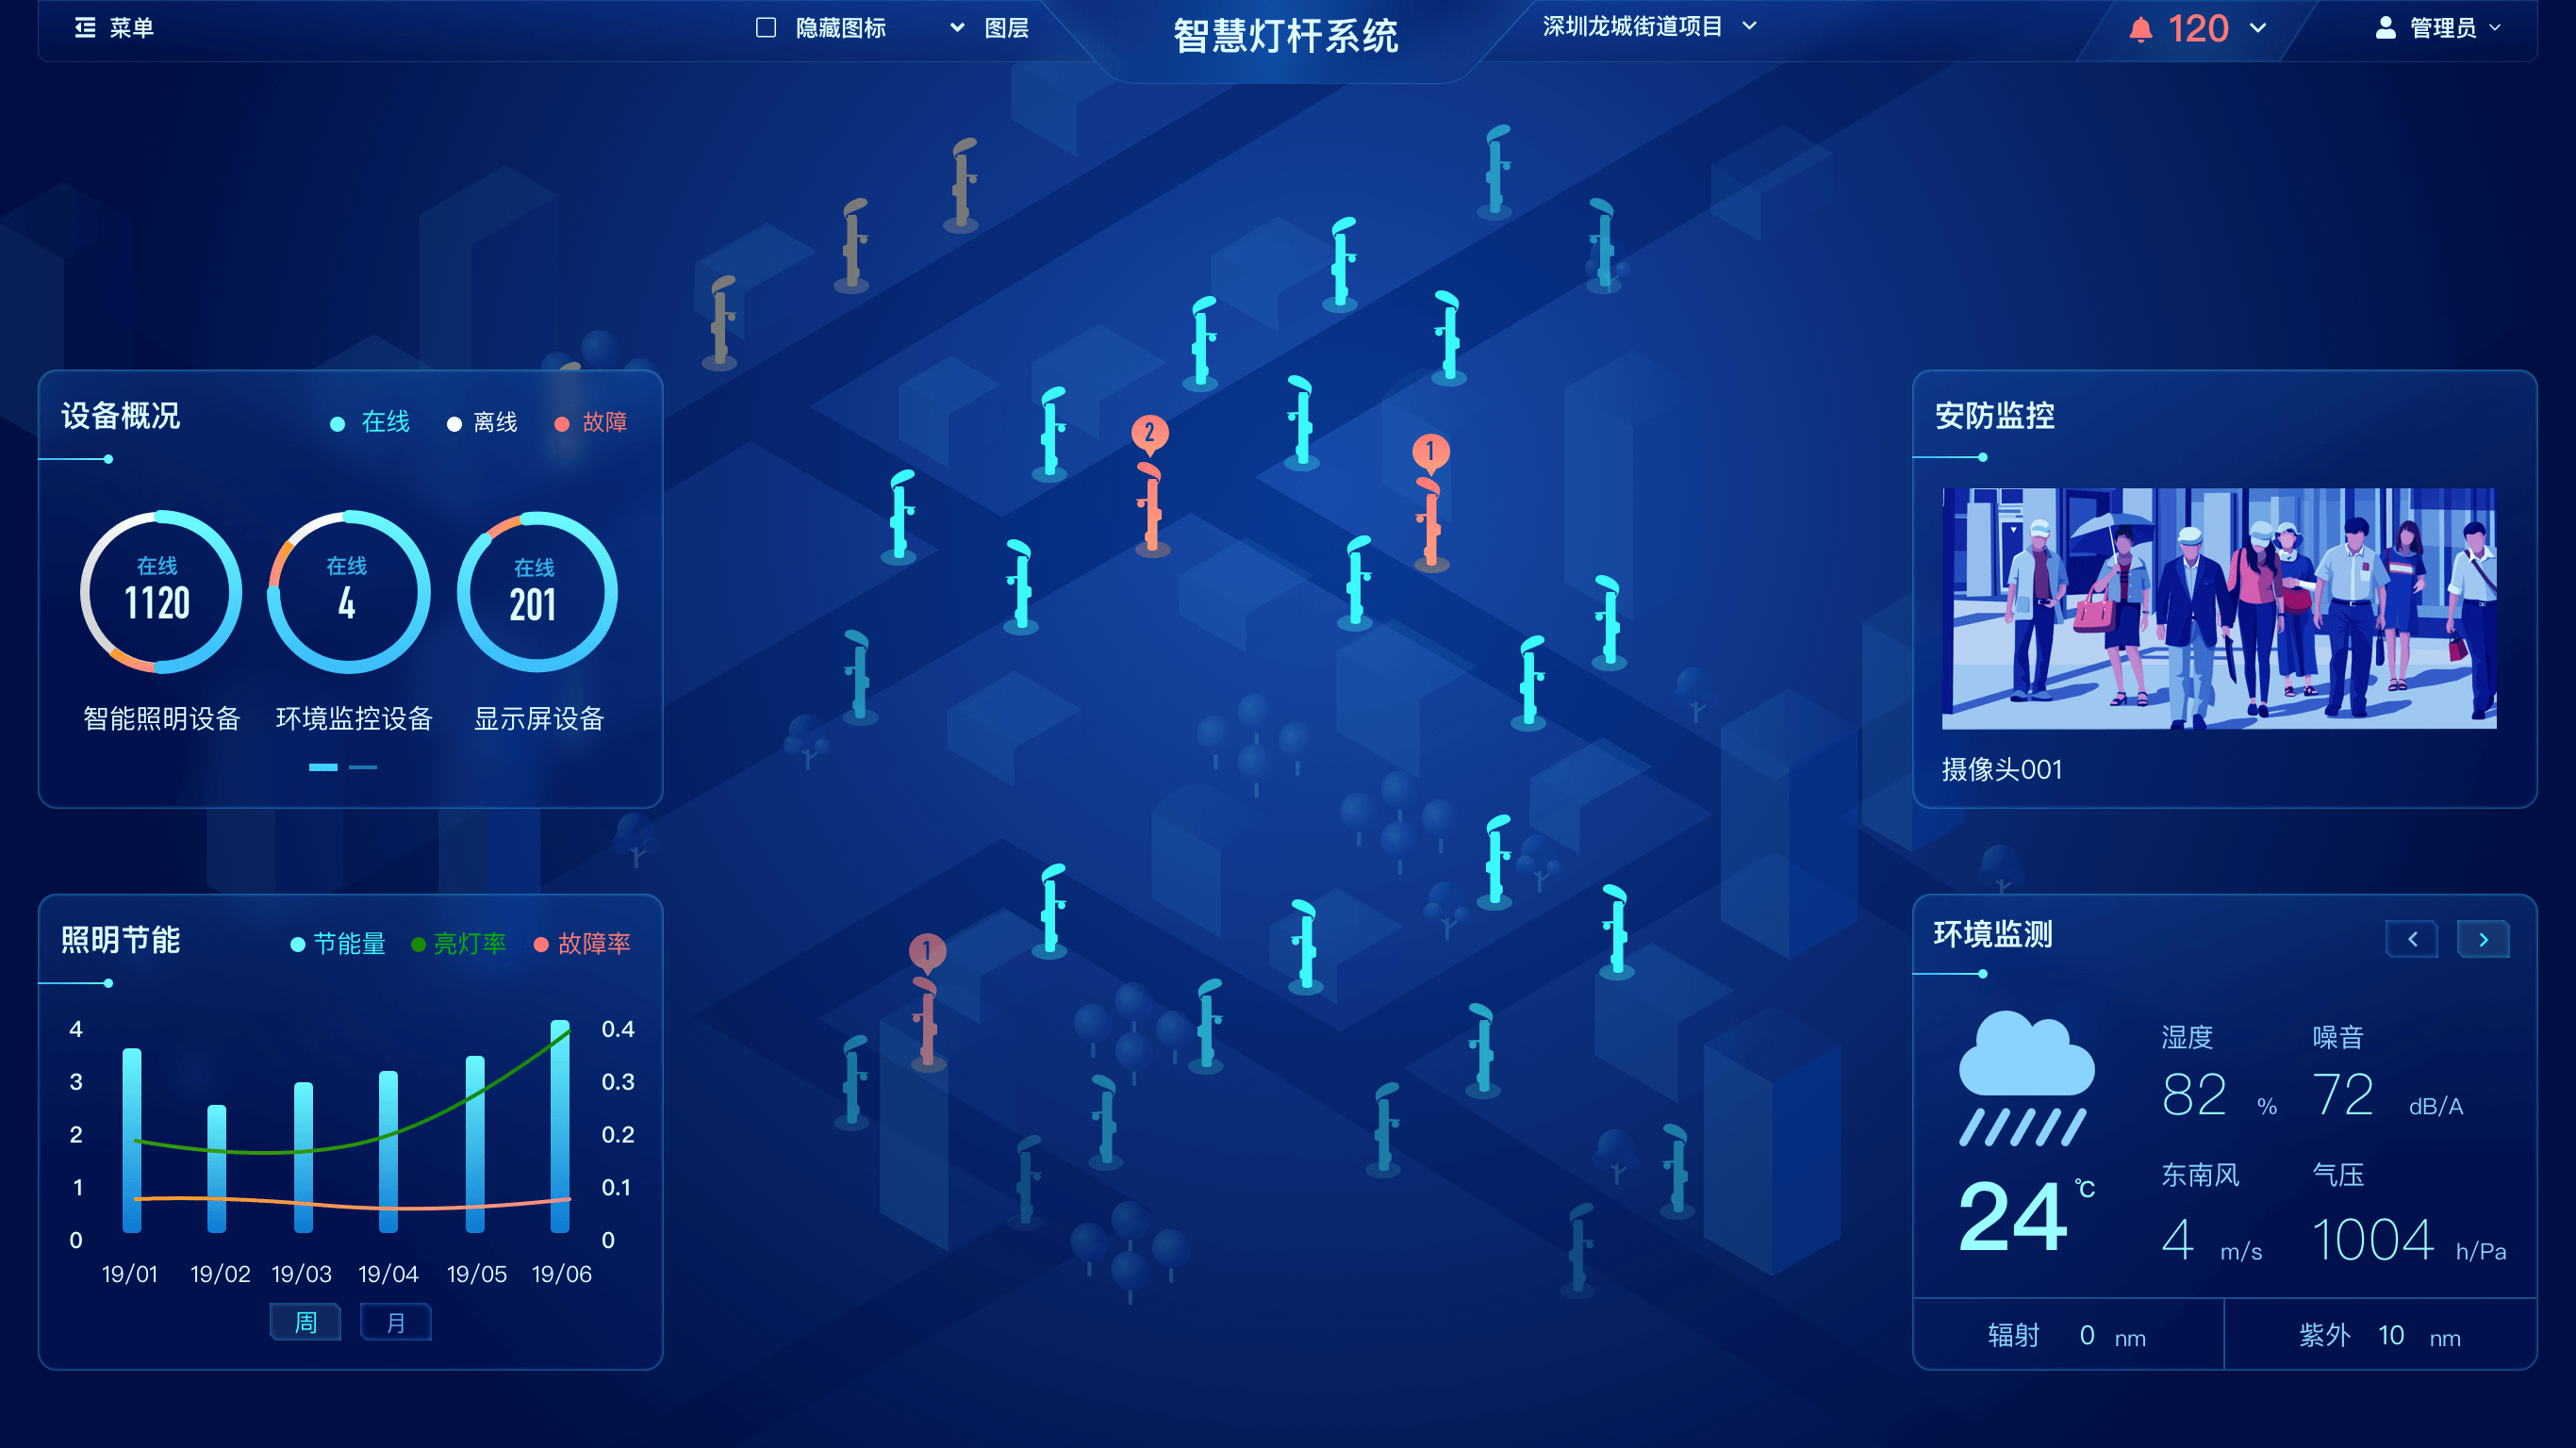 菜单
隐藏图标
图层
智慧灯杆系统
深圳龙城街道项目
120
管理员
设备概况
在线 离线 故障
在线
1120
在线
4
在线
201
智能照明设备 环境监控设备 显示屏设备
2
1
1
安防监控
摄像头001
照明节能
节能量 亮灯率 故障率
4 0.4
3 0.3
2 0.2
1 0.1
0 0
19/01 19/02 19/03 19/04 19/05 19/06
周 月
环境监测
湿度 噪音
82 % 72 dB/A
24 ℃
东南风 气压
4 m/s 1004 h/Pa
辐射 0 nm 紫外 10 nm